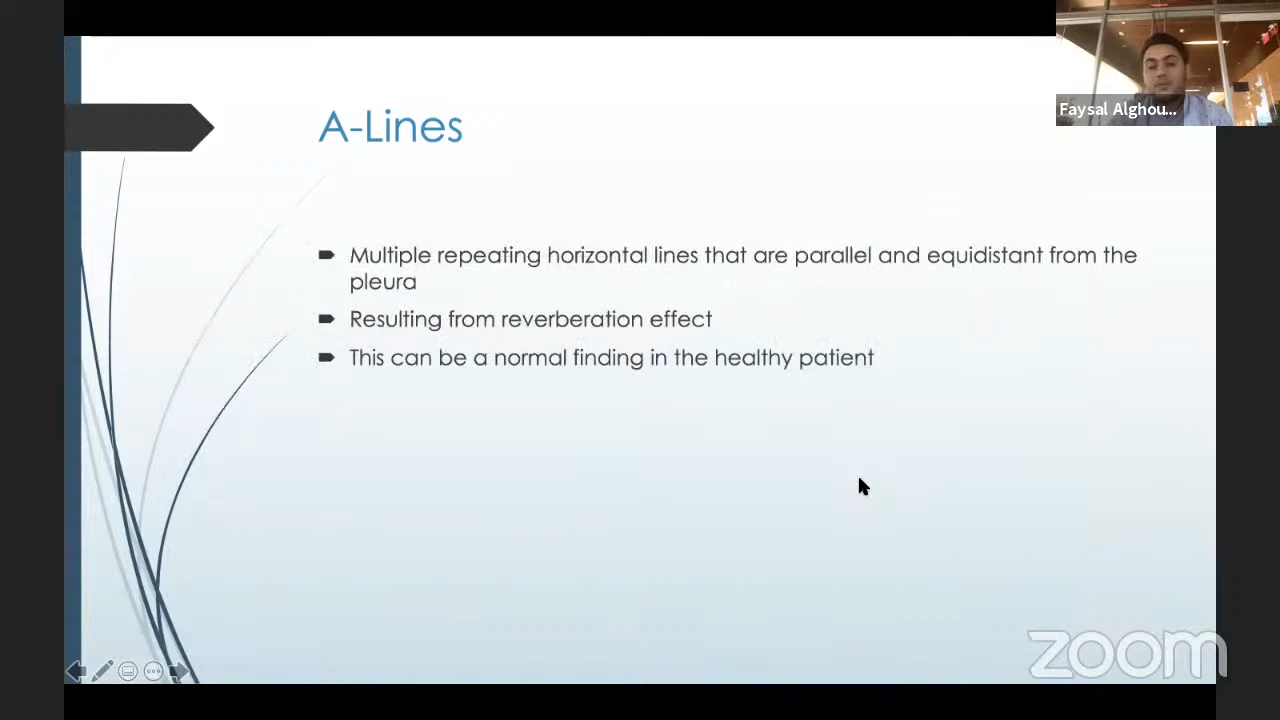 Faysal Alghou...
A-Lines
Multiple repeating horizontal lines that are parallel and equidistant from the
pleura
Resulting from reverberation effect
This can be a normal finding in the healthy patient
zoom